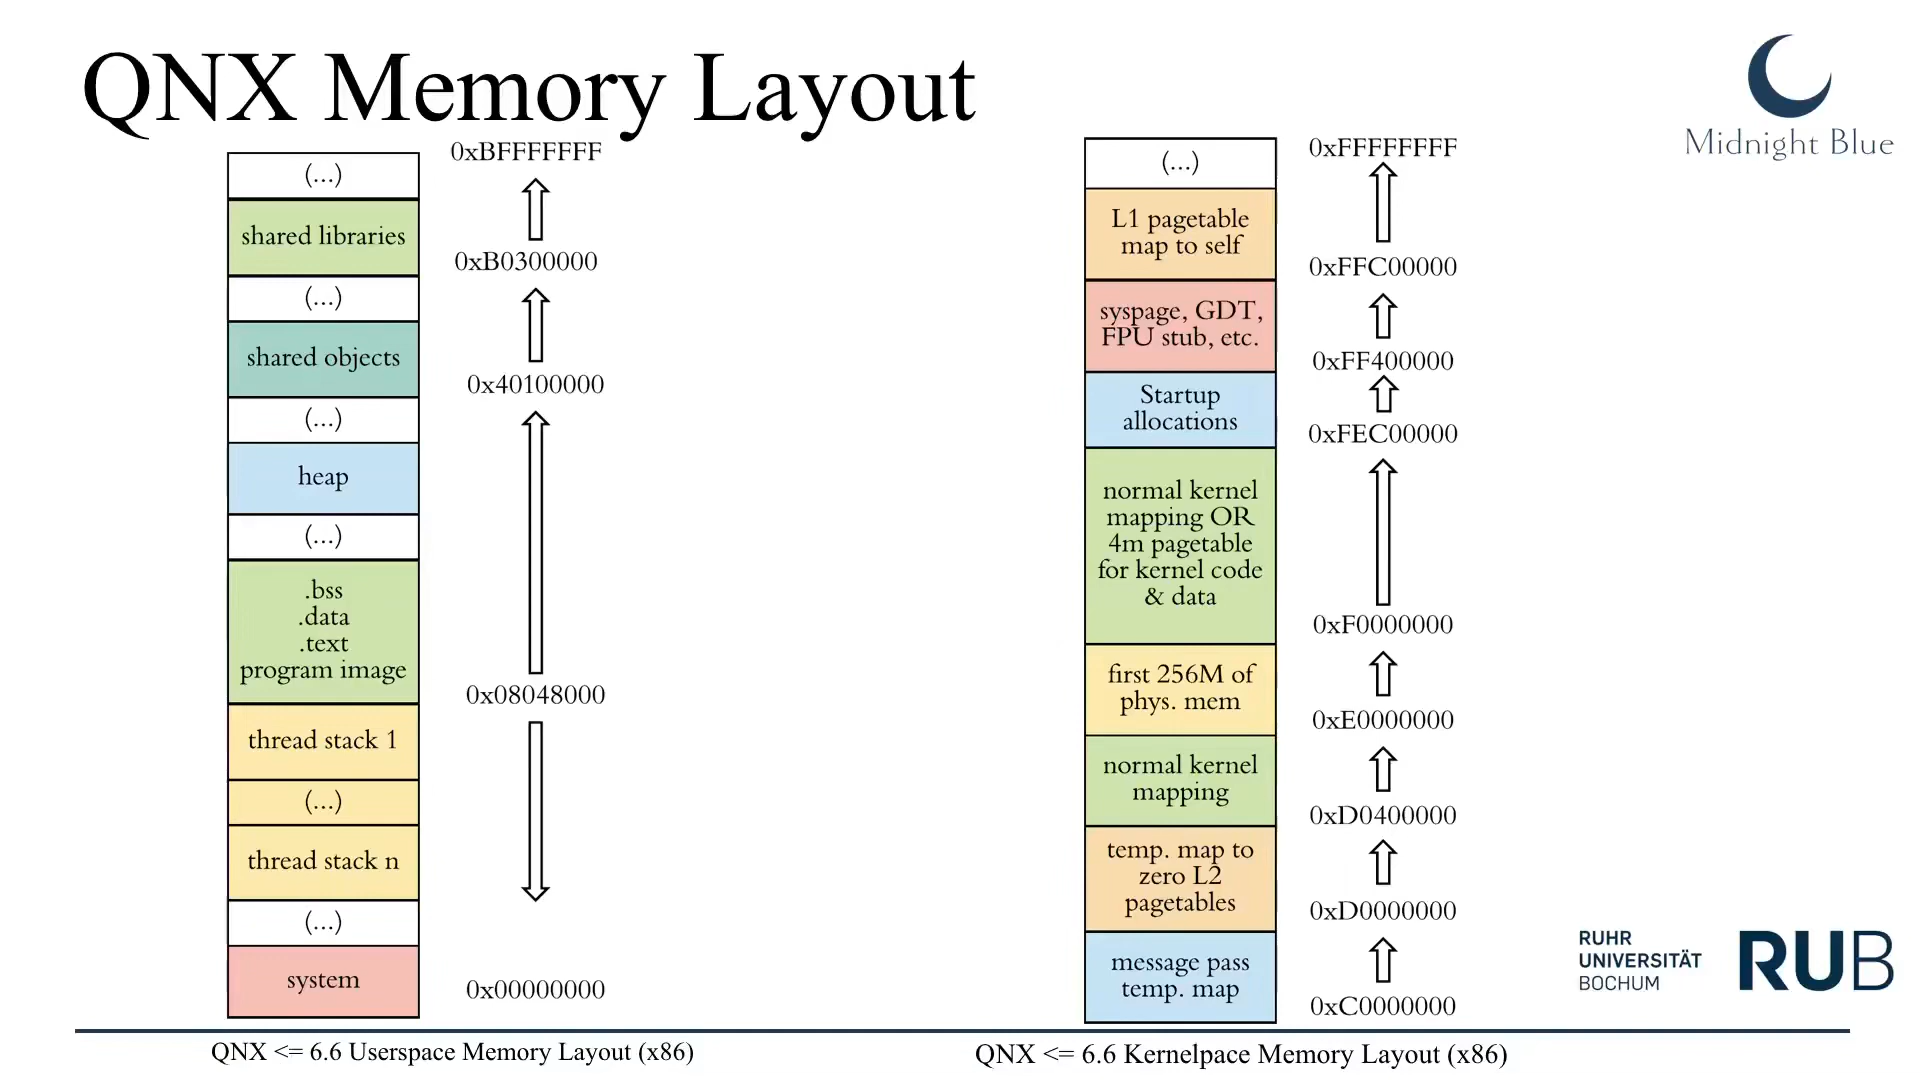 QNX Memory Layout
Midnight Blue
(...)
shared libraries
(...)
shared objects
(...)
heap
(...)
.bss
.data
.text
program image
thread stack 1
(...)
thread stack n
(...)
system
0xBFFFFFFF
0xB0300000
0x40100000
0x08048000
0x00000000
QNX <= 6.6 Userspace Memory Layout (x86)
(...)
L1 pagetable
map to self
syspage, GDT,
FPU stub, etc.
Startup
allocations
normal kernel
mapping OR
4m pagetable
for kernel code
& data
first 256M of
phys. mem
normal kernel
mapping
temp. map to
zero L2
pagetables
message pass
temp. map
0xFFFFFFFF
0xFFC00000
0xFF400000
0xFEC00000
0xF0000000
0xE0000000
0xD0400000
0xD0000000
0xC0000000
QNX <= 6.6 Kernelpace Memory Layout (x86)
RUHR
UNIVERSITÄT
BOCHUM
RUB